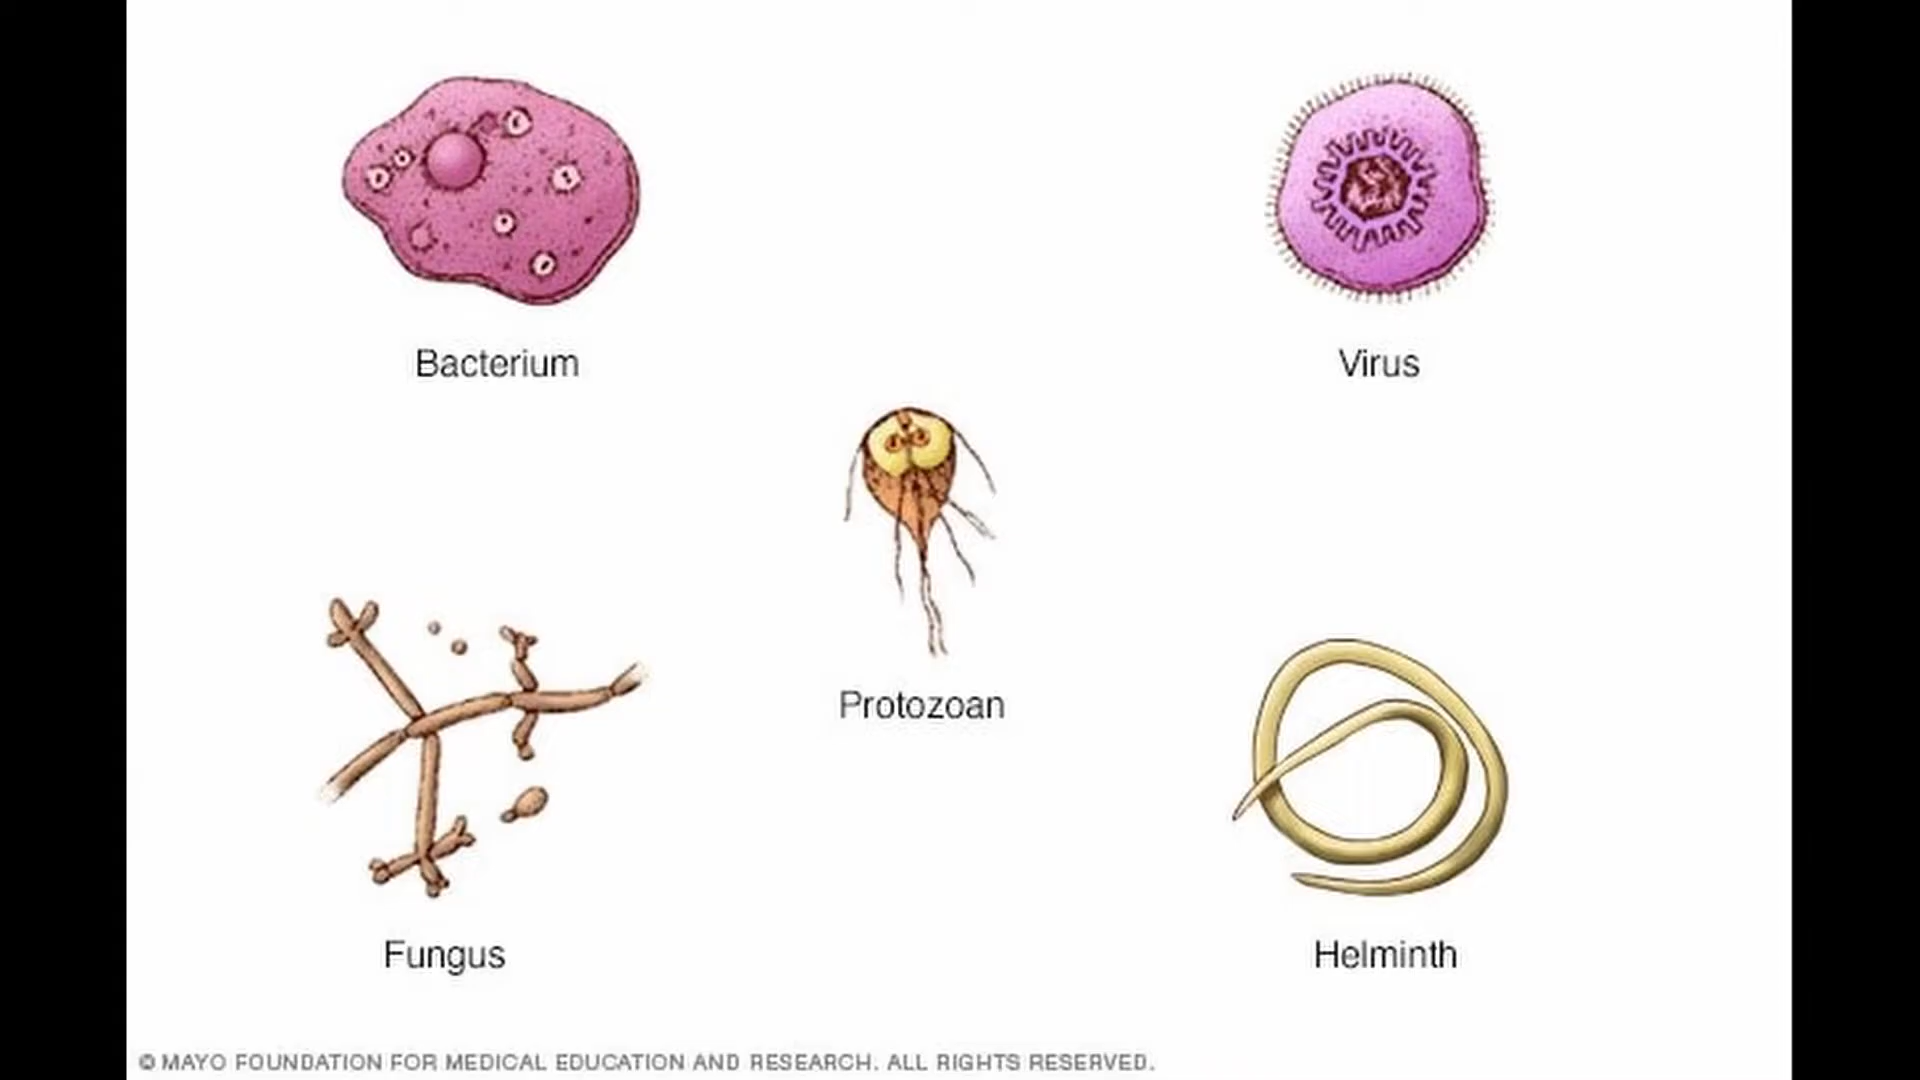 Bacterium
Virus
Protozoan
Fungus
Helminth
© MAYO FOUNDATION FOR MEDICAL EDUCATION AND RESEARCH. ALL RIGHTS RESERVED.